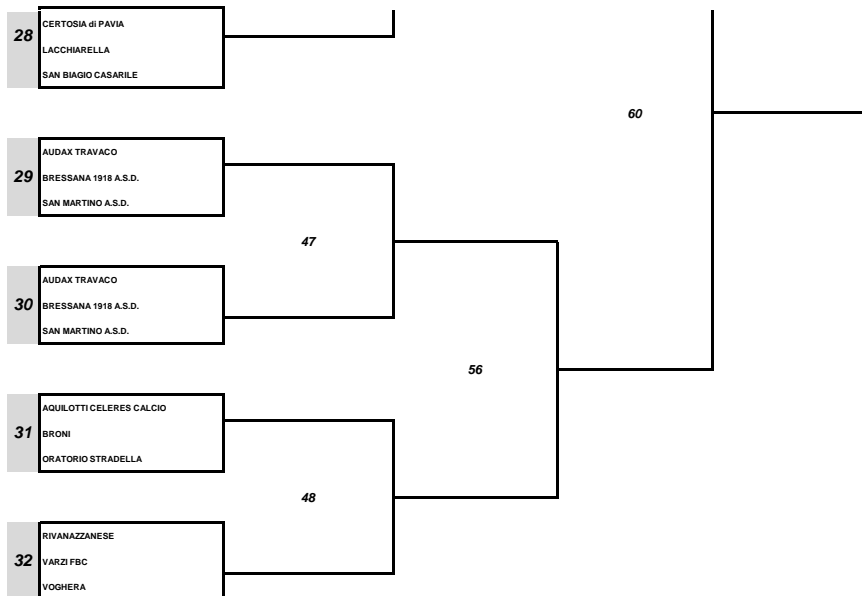 28
CERTOSIA di PAVIA
LACCHIARELLA
SAN BIAGIO CASARILE
60
29
AUDAX TRAVACO
BRESSANA 1918 A.S.D.
SAN MARTINO A.S.D.
47
30
AUDAX TRAVACO
BRESSANA 1918 A.S.D.
SAN MARTINO A.S.D.
56
31
AQUILOTTI CELERES CALCIO
BRONI
ORATORIO STRADELLA
48
32
RIVANAZZANESE
VARZI FBC
VOGHERA